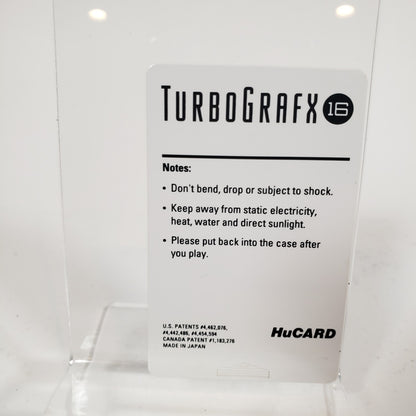 TURBOGRAFX 16
Notes:
• Don't bend, drop or subject to shock.
• Keep away from static electricity,
heat, water and direct sunlight.
• Please put back into the case after
you play.
U.S. PATENTS #4,462,076,
#4,442,486, #4,454,594
CANADA PATENT #1,183,276
MADE IN JAPAN
HuCARD